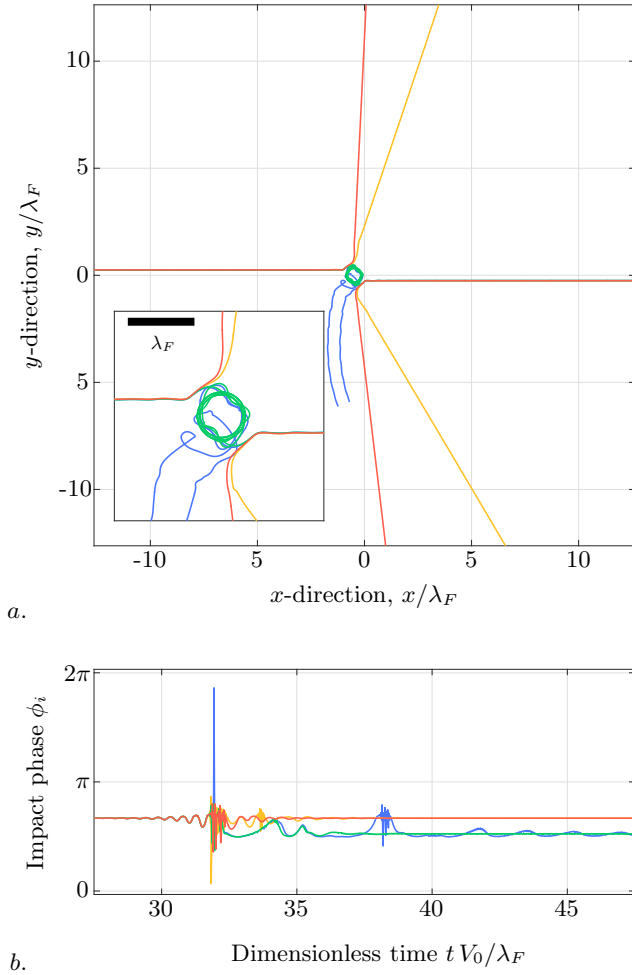 10
5
0
5
-10
y-direction, y/λ_F
λ_F
-10
5
0
5
10
x-direction, x/λ_F
a.
2π
π
0
Impact phase ϕ_i
30
35
40
45
Dimensionless time t V_0/λ_F
b.